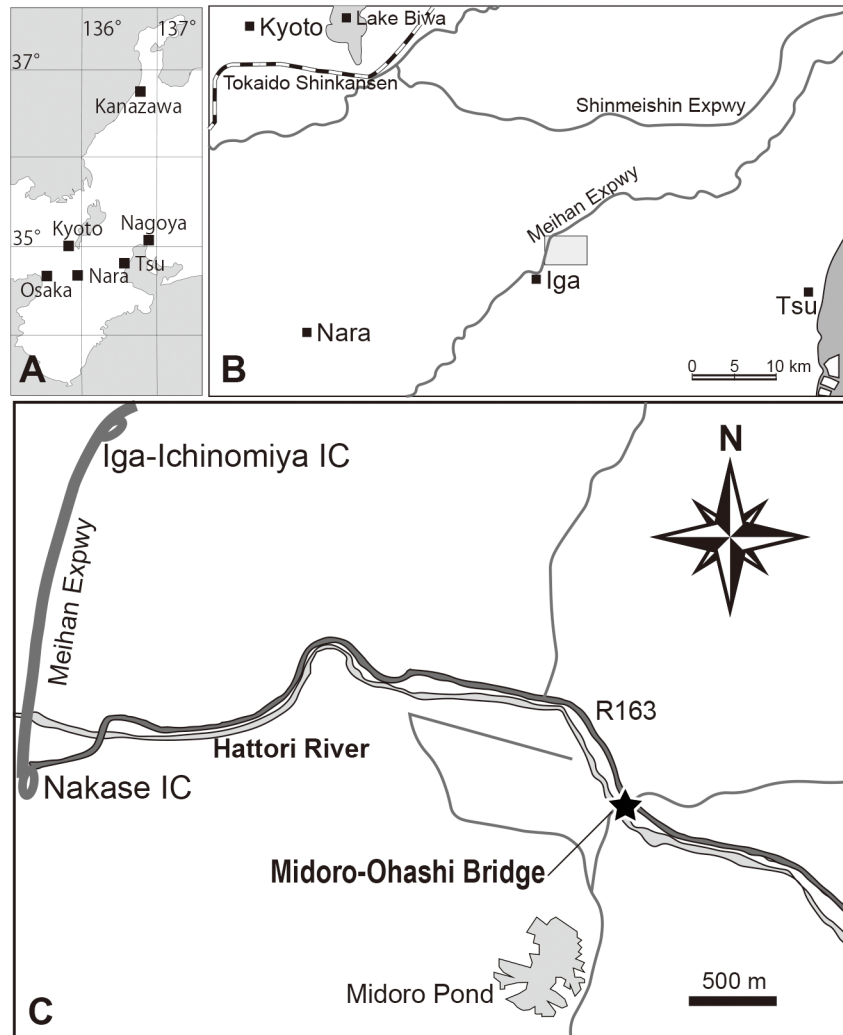 136° 137°
37°
Kanazawa
35°
Kyoto
Nagoya
Osaka
Nara
Tsu
A
Kyoto
Lake Biwa
Tokaido Shinkansen
Shinmeishin Expwy
Meihan Expwy
Iga
Nara
Tsu
0 5 10 km
B
Iga-Ichinomiya IC
N
Meihan Expwy
R163
Hattori River
Nakase IC
Midoro-Ohashi Bridge
Midoro Pond
500 m
C